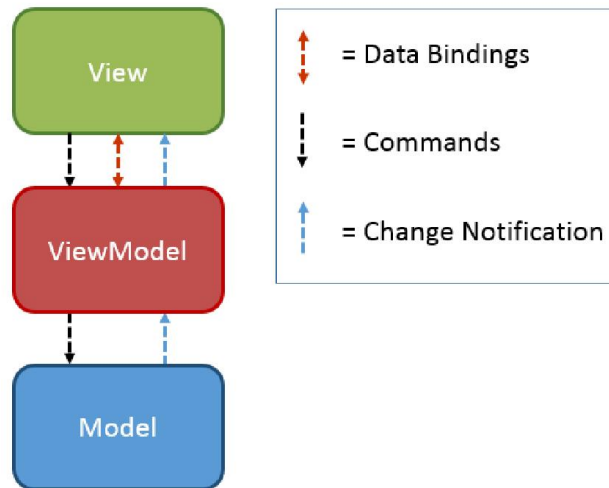 View
ViewModel
Model
= Data Bindings
= Commands
= Change Notification